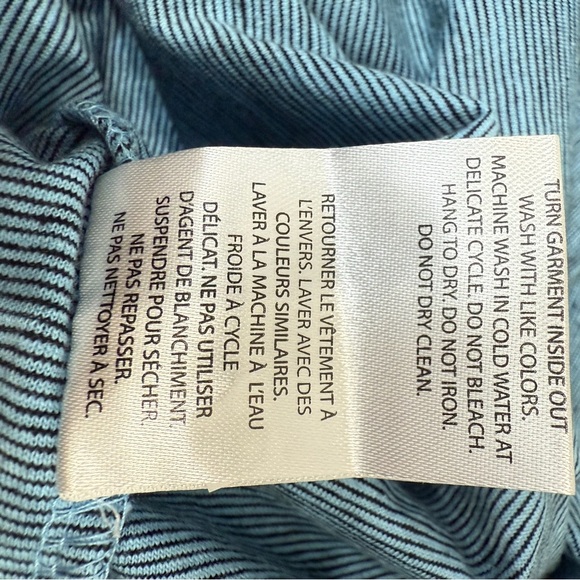 TURN GARMENT INSIDE OUT
WASH WITH LIKE COLORS.
MACHINE WASH IN COLD WATER AT
DELICATE CYCLE. DO NOT BLEACH.
HANG TO DRY. DO NOT IRON.
DO NOT DRY CLEAN.
RETOURNER LE VÊTEMENT À
L'ENVERS. LAVER AVEC DES
COULEURS SIMILAIRES.
LAVER À LA MACHINE À L'EAU
FROIDE À CYCLE
DÉLICAT. NE PAS UTILISER
D'AGENT DE BLANCHIMENT
SUSPENDRE POUR SÉCHER
NE PAS REPASSER.
NE PAS NETTOYER À SEC.